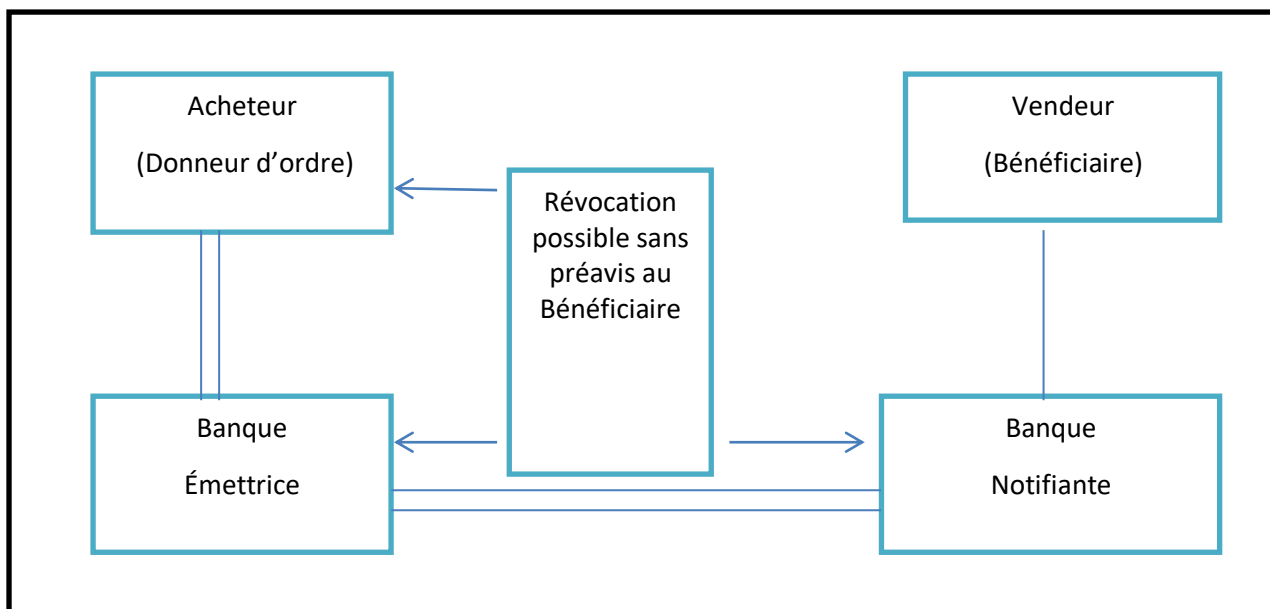 Acheteur
(Donneur d’ordre)
Vendeur
(Bénéficiaire)
Révocation
possible sans
préavis au
Bénéficiaire
Banque
Émettrice
Banque
Notifiante